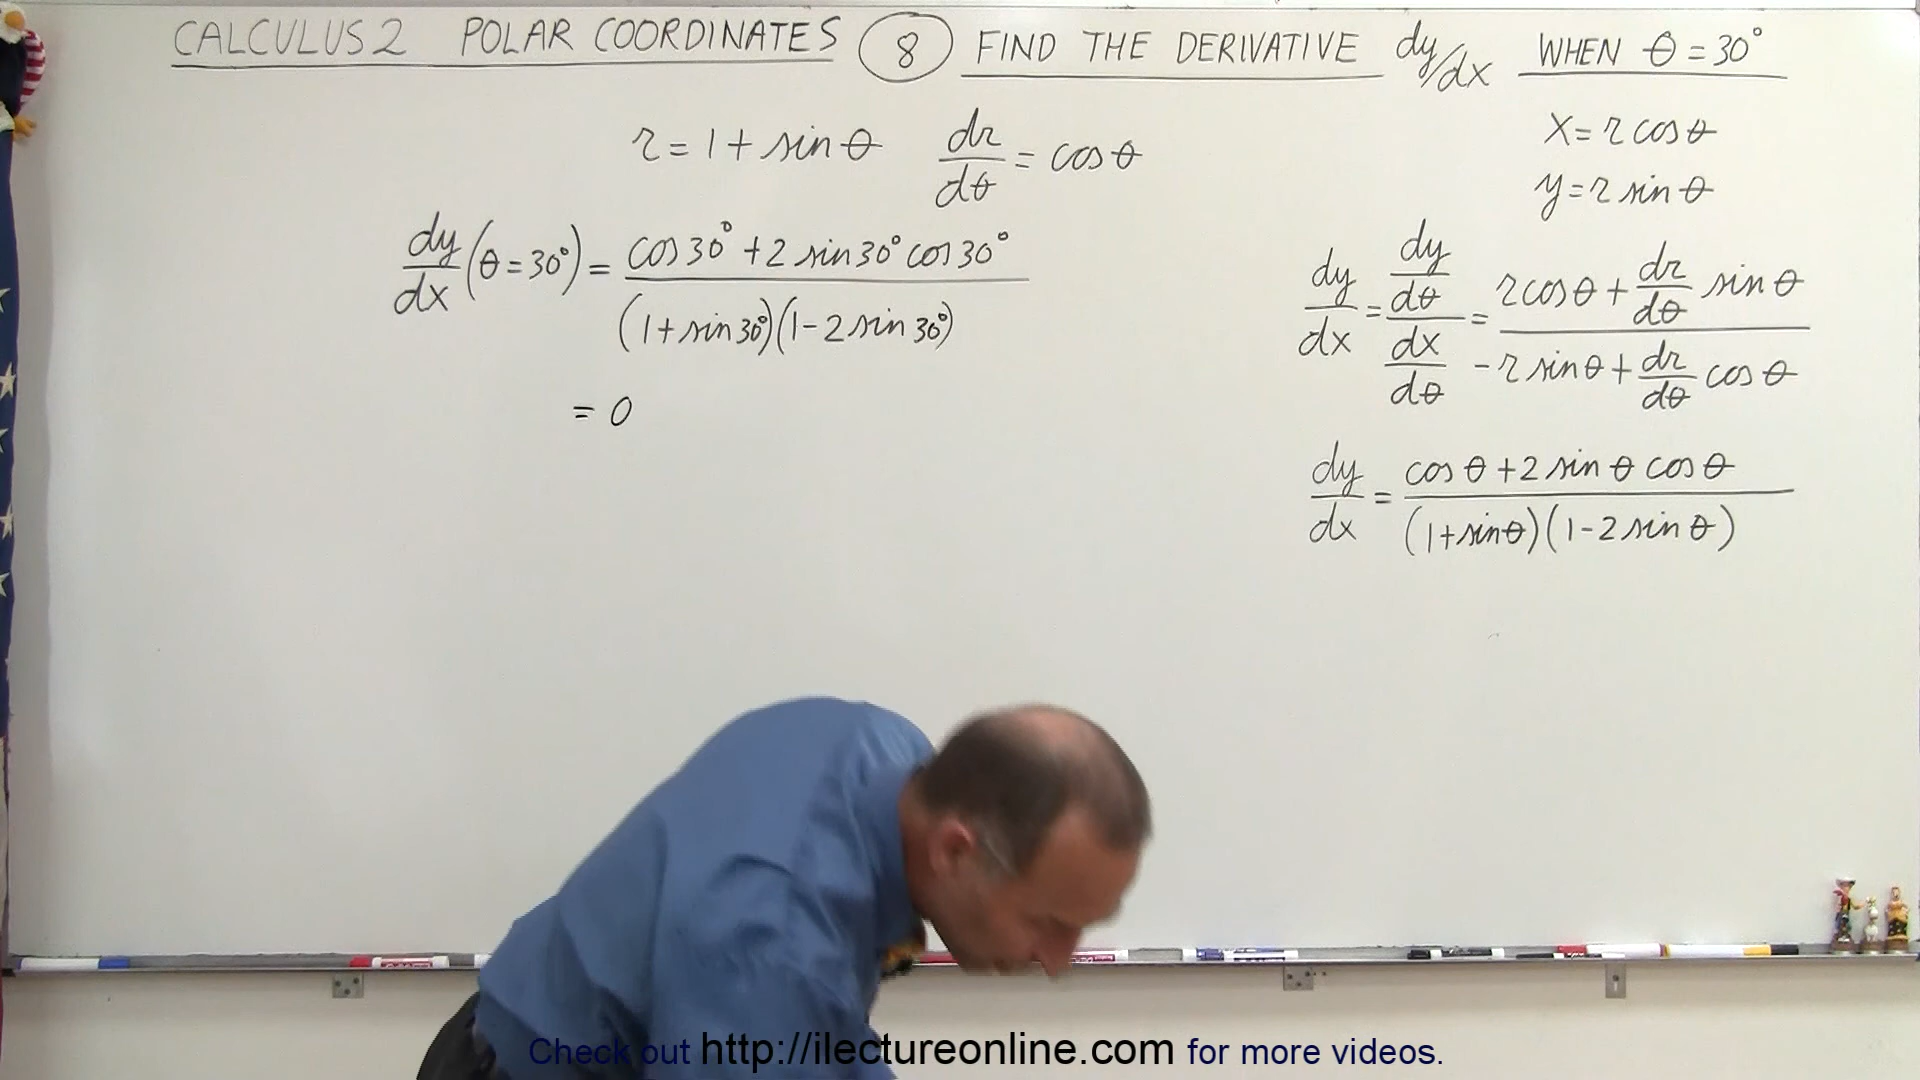 CALCULUS 2 POLAR COORDINATES 8 FIND THE DERIVATIVE dy/dx WHEN θ = 30°
r = 1 + sin θ dr/dθ = cos θ
x = r cos θ
y = r sin θ
dy/dx (θ = 30°) = (cos 30° + 2 sin 30° cos 30°) / ((1 + sin 30°)(1 - 2 sin 30°))
= 0
dy/dx = (dy/dθ) / (dx/dθ) = (r cos θ + dr/dθ sin θ) / (- r sin θ + dr/dθ cos θ)
dy/dx = (cos θ + 2 sin θ cos θ) / ((1 + sin θ)(1 - 2 sin θ))
Check out http://ilectureonline.com for more videos.